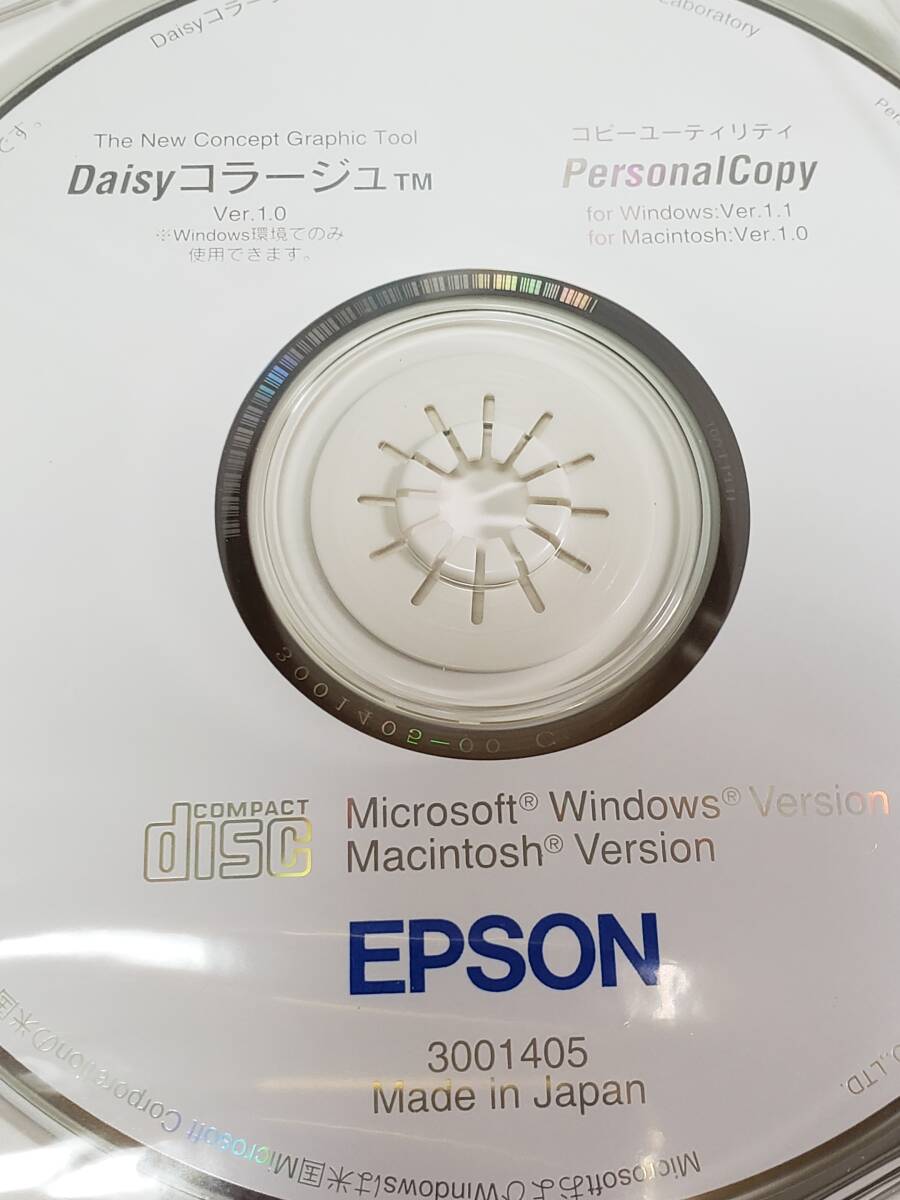 Daisyコラージュ
Laboratory
です。
The New Concept Graphic Tool
Daisyコラージュ TM
Ver.1.0
※Windows環境でのみ
使用できます。
コピーユーティリティ
PersonalCopy
for Windows:Ver.1.1
for Macintosh:Ver.1.0
COMPACT
disc
Microsoft® Windows® Version
Macintosh® Version
EPSON
3001405
Made in Japan
MicrosoftおよびWindowsは米国Microsoft Corporationの米国
,LTD.